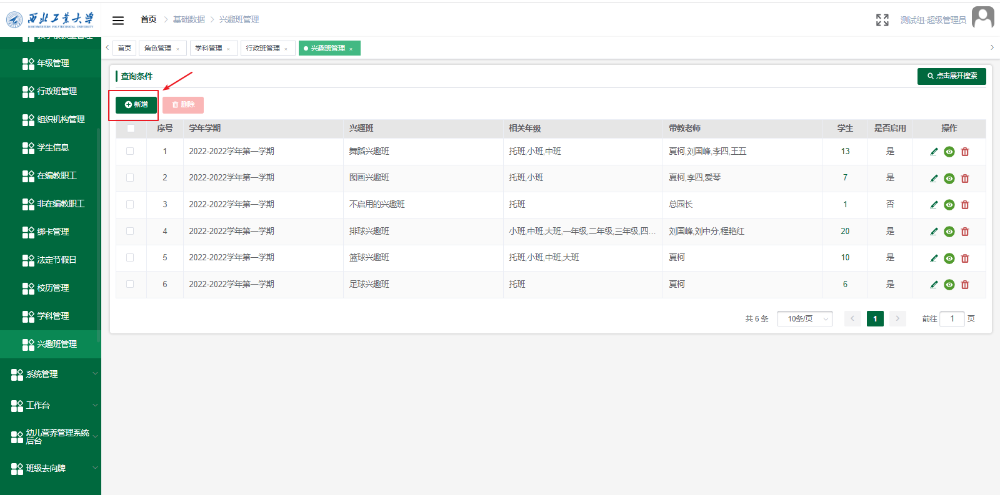 西北工业大学
NORTHWESTERN POLYTECHNICAL UNIVERSITY
首页
基础数据
兴趣班管理
测试组-超级管理员
首页
角色管理 ×
学科管理 ×
行政班管理 ×
兴趣班管理 ×
年级管理
行政班管理
组织机构管理
学生信息
在编教职工
非在编教职工
绑卡管理
法定节假日
校历管理
学科管理
兴趣班管理
系统管理
工作台
幼儿营养管理系统
后台
班级去向牌
查询条件
点击展开搜索
新增
删除
序号 学年学期 兴趣班 相关年级 带教老师 学生 是否启用 操作
1 2022-2022学年第一学期 舞蹈兴趣班 托班,小班,中班 夏柯,刘国峰,李四,王五 13 是
2 2022-2022学年第一学期 图画兴趣班 托班,小班 夏柯,李四,爱琴 7 是
3 2022-2022学年第一学期 不启用的兴趣班 托班 总园长 1 否
4 2022-2022学年第一学期 排球兴趣班 小班,中班,大班,一年级,二年级,三年级,四... 刘国峰,刘中分,程艳红 20 是
5 2022-2022学年第一学期 篮球兴趣班 托班,小班,中班,大班 夏柯 10 是
6 2022-2022学年第一学期 足球兴趣班 托班 夏柯 6 是
共 6 条 10条/页 1 前往 1 页